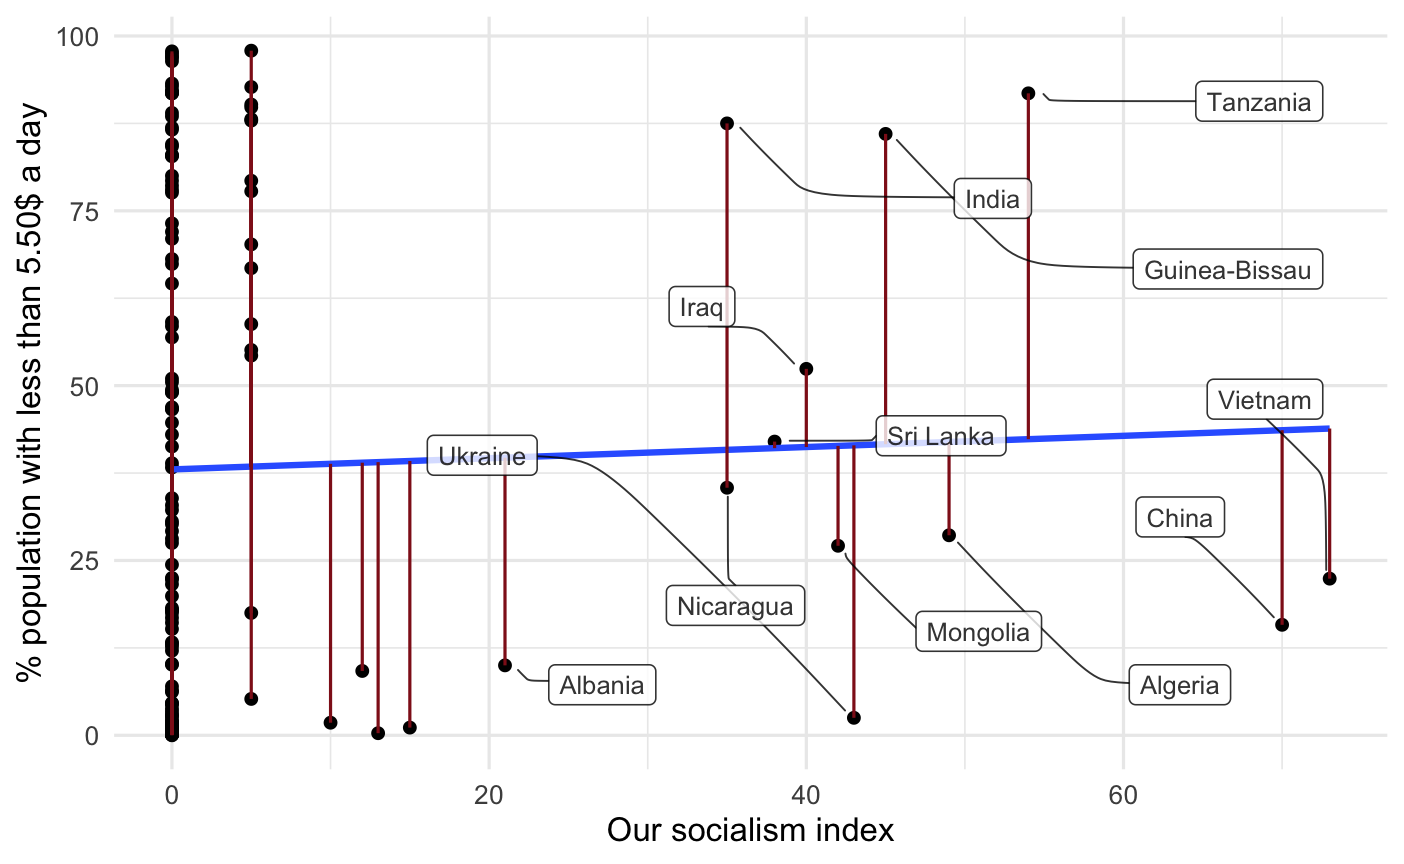 % population with less than 5.50$ a day
100
75
50
25
0
Tanzania
India
Guinea-Bissau
Iraq
Vietnam
Sri Lanka
Ukraine
China
Nicaragua
Mongolia
Albania
Algeria
0
20
40
60
Our socialism index